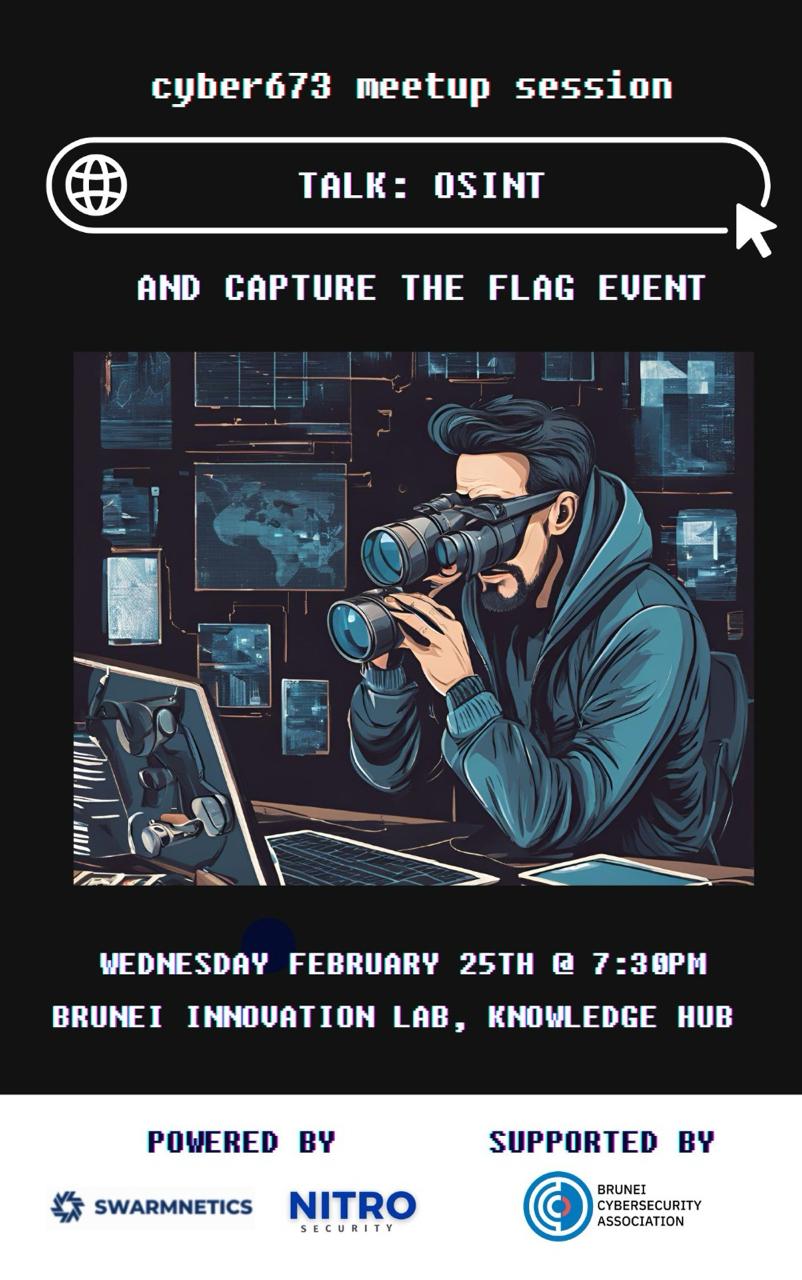 cyber673 meetup session
TALK: OSINT
AND CAPTURE THE FLAG EVENT
WEDNESDAY FEBRUARY 25TH @ 7:30PM
BRUNEI INNOVATION LAB, KNOWLEDGE HUB
POWERED BY
SUPPORTED BY
SWARMNETICS
NITRO
SECURITY
BRUNEI
CYBERSECURITY
ASSOCIATION